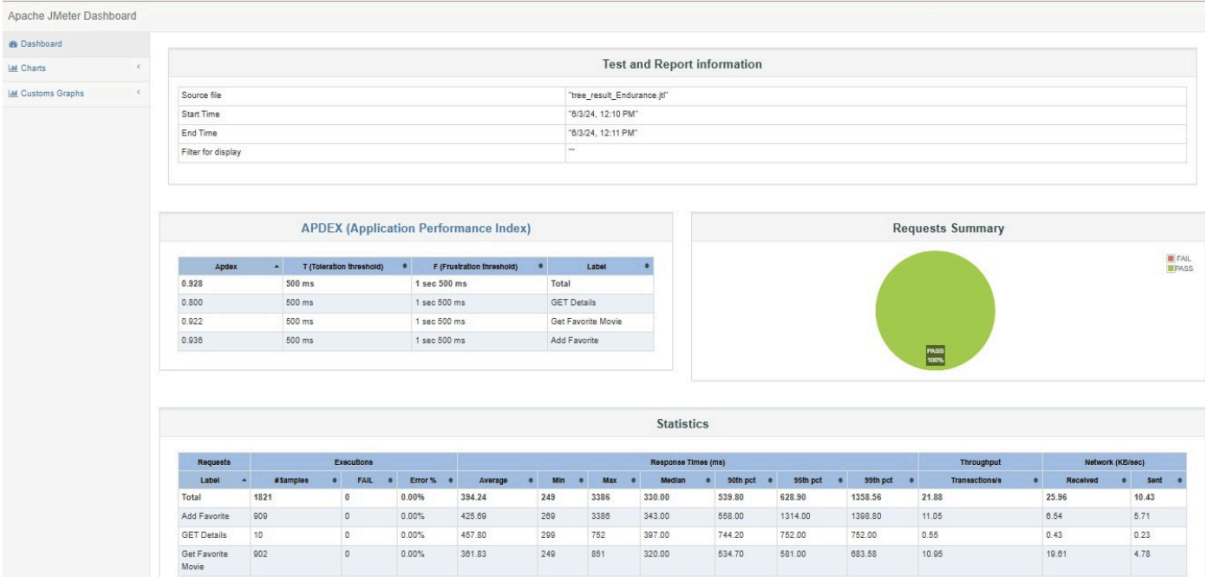 Apache JMeter Dashboard
Dashboard
Charts
Customs Graphs
Test and Report information
Source file "tree_result_Endurance.jtl"
Start Time "6/3/24, 12:10 PM"
End Time "6/3/24, 12:11 PM"
Filter for display ""
APDEX (Application Performance Index)
Apdex T (Toleration threshold) F (Frustration threshold) Label
0.928 500 ms 1 sec 500 ms Total
0.800 500 ms 1 sec 500 ms GET Details
0.922 500 ms 1 sec 500 ms Get Favorite Movie
0.936 500 ms 1 sec 500 ms Add Favorite
Requests Summary
FAIL
PASS
PASS
100%
Statistics
Requests Executions Response Times (ms) Throughput Network (KB/sec)
Label #Samples FAIL Error % Average Min Max Median 90th pct 95th pct 99th pct Transactions/s Received Sent
Total 1821 0 0.00% 394.24 249 3386 330.00 539.80 628.90 1358.56 21.88 25.96 10.43
Add Favorite 909 0 0.00% 425.69 269 3386 343.00 558.00 1314.00 1398.80 11.05 6.54 5.71
GET Details 10 0 0.00% 457.80 299 752 397.00 744.20 752.00 752.00 0.55 0.43 0.23
Get Favorite Movie 902 0 0.00% 361.83 249 851 320.00 534.70 581.00 683.58 10.95 19.61 4.78